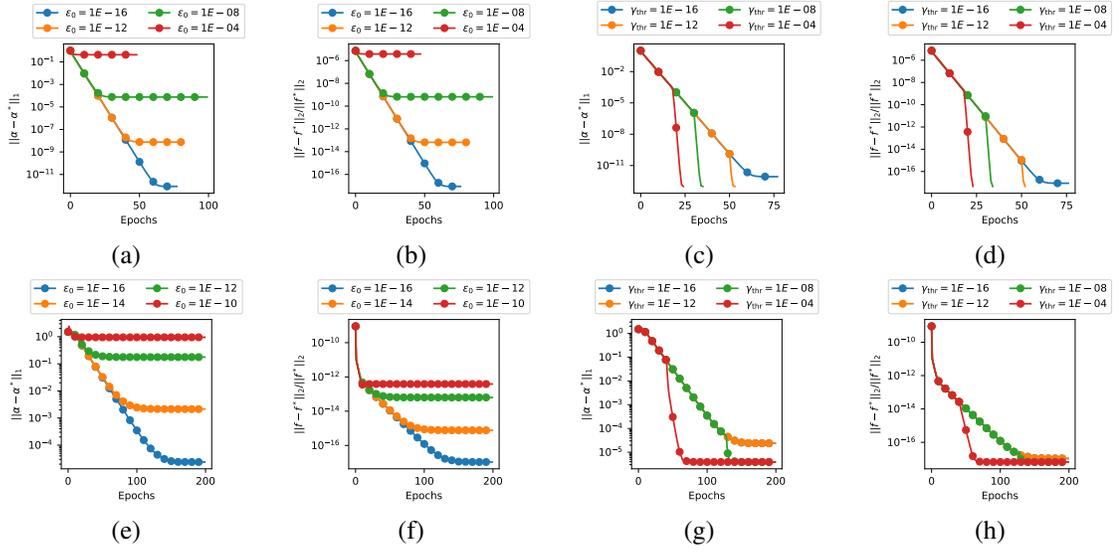 ε₀ = 1E − 16 ε₀ = 1E − 08
ε₀ = 1E − 12 ε₀ = 1E − 04
10⁻¹
10⁻³
10⁻⁵
10⁻⁷
10⁻⁹
10⁻¹¹
||α − α*||₁
0 50 100
Epochs
(a)
ε₀ = 1E − 16 ε₀ = 1E − 08
ε₀ = 1E − 12 ε₀ = 1E − 04
10⁻⁶
10⁻⁸
10⁻¹⁰
10⁻¹²
10⁻¹⁴
10⁻¹⁶
||f − f*||₂/||f*||₂
0 50 100
Epochs
(b)
γthr = 1E − 16 γthr = 1E − 08
γthr = 1E − 12 γthr = 1E − 04
10⁻²
10⁻⁵
10⁻⁸
10⁻¹¹
||α − α*||₁
0 25 50 75
Epochs
(c)
γthr = 1E − 16 γthr = 1E − 08
γthr = 1E − 12 γthr = 1E − 04
10⁻⁶
10⁻⁸
10⁻¹⁰
10⁻¹²
10⁻¹⁴
10⁻¹⁶
||f − f*||₂/||f*||₂
0 25 50 75
Epochs
(d)
ε₀ = 1E − 16 ε₀ = 1E − 12
ε₀ = 1E − 14 ε₀ = 1E − 10
10⁰
10⁻¹
10⁻²
10⁻³
10⁻⁴
||α − α*||₁
0 50 100 150 200
Epochs
(e)
ε₀ = 1E − 16 ε₀ = 1E − 12
ε₀ = 1E − 14 ε₀ = 1E − 10
10⁻¹⁰
10⁻¹²
10⁻¹⁴
10⁻¹⁶
||f − f*||₂/||f*||₂
0 100 200
Epochs
(f)
γthr = 1E − 16 γthr = 1E − 08
γthr = 1E − 12 γthr = 1E − 04
10⁰
10⁻¹
10⁻²
10⁻³
10⁻⁴
10⁻⁵
||α − α*||₁
0 100 200
Epochs
(g)
γthr = 1E − 16 γthr = 1E − 08
γthr = 1E − 12 γthr = 1E − 04
10⁻¹⁰
10⁻¹²
10⁻¹⁴
10⁻¹⁶
||f − f*||₂/||f*||₂
0 100 200
Epochs
(h)